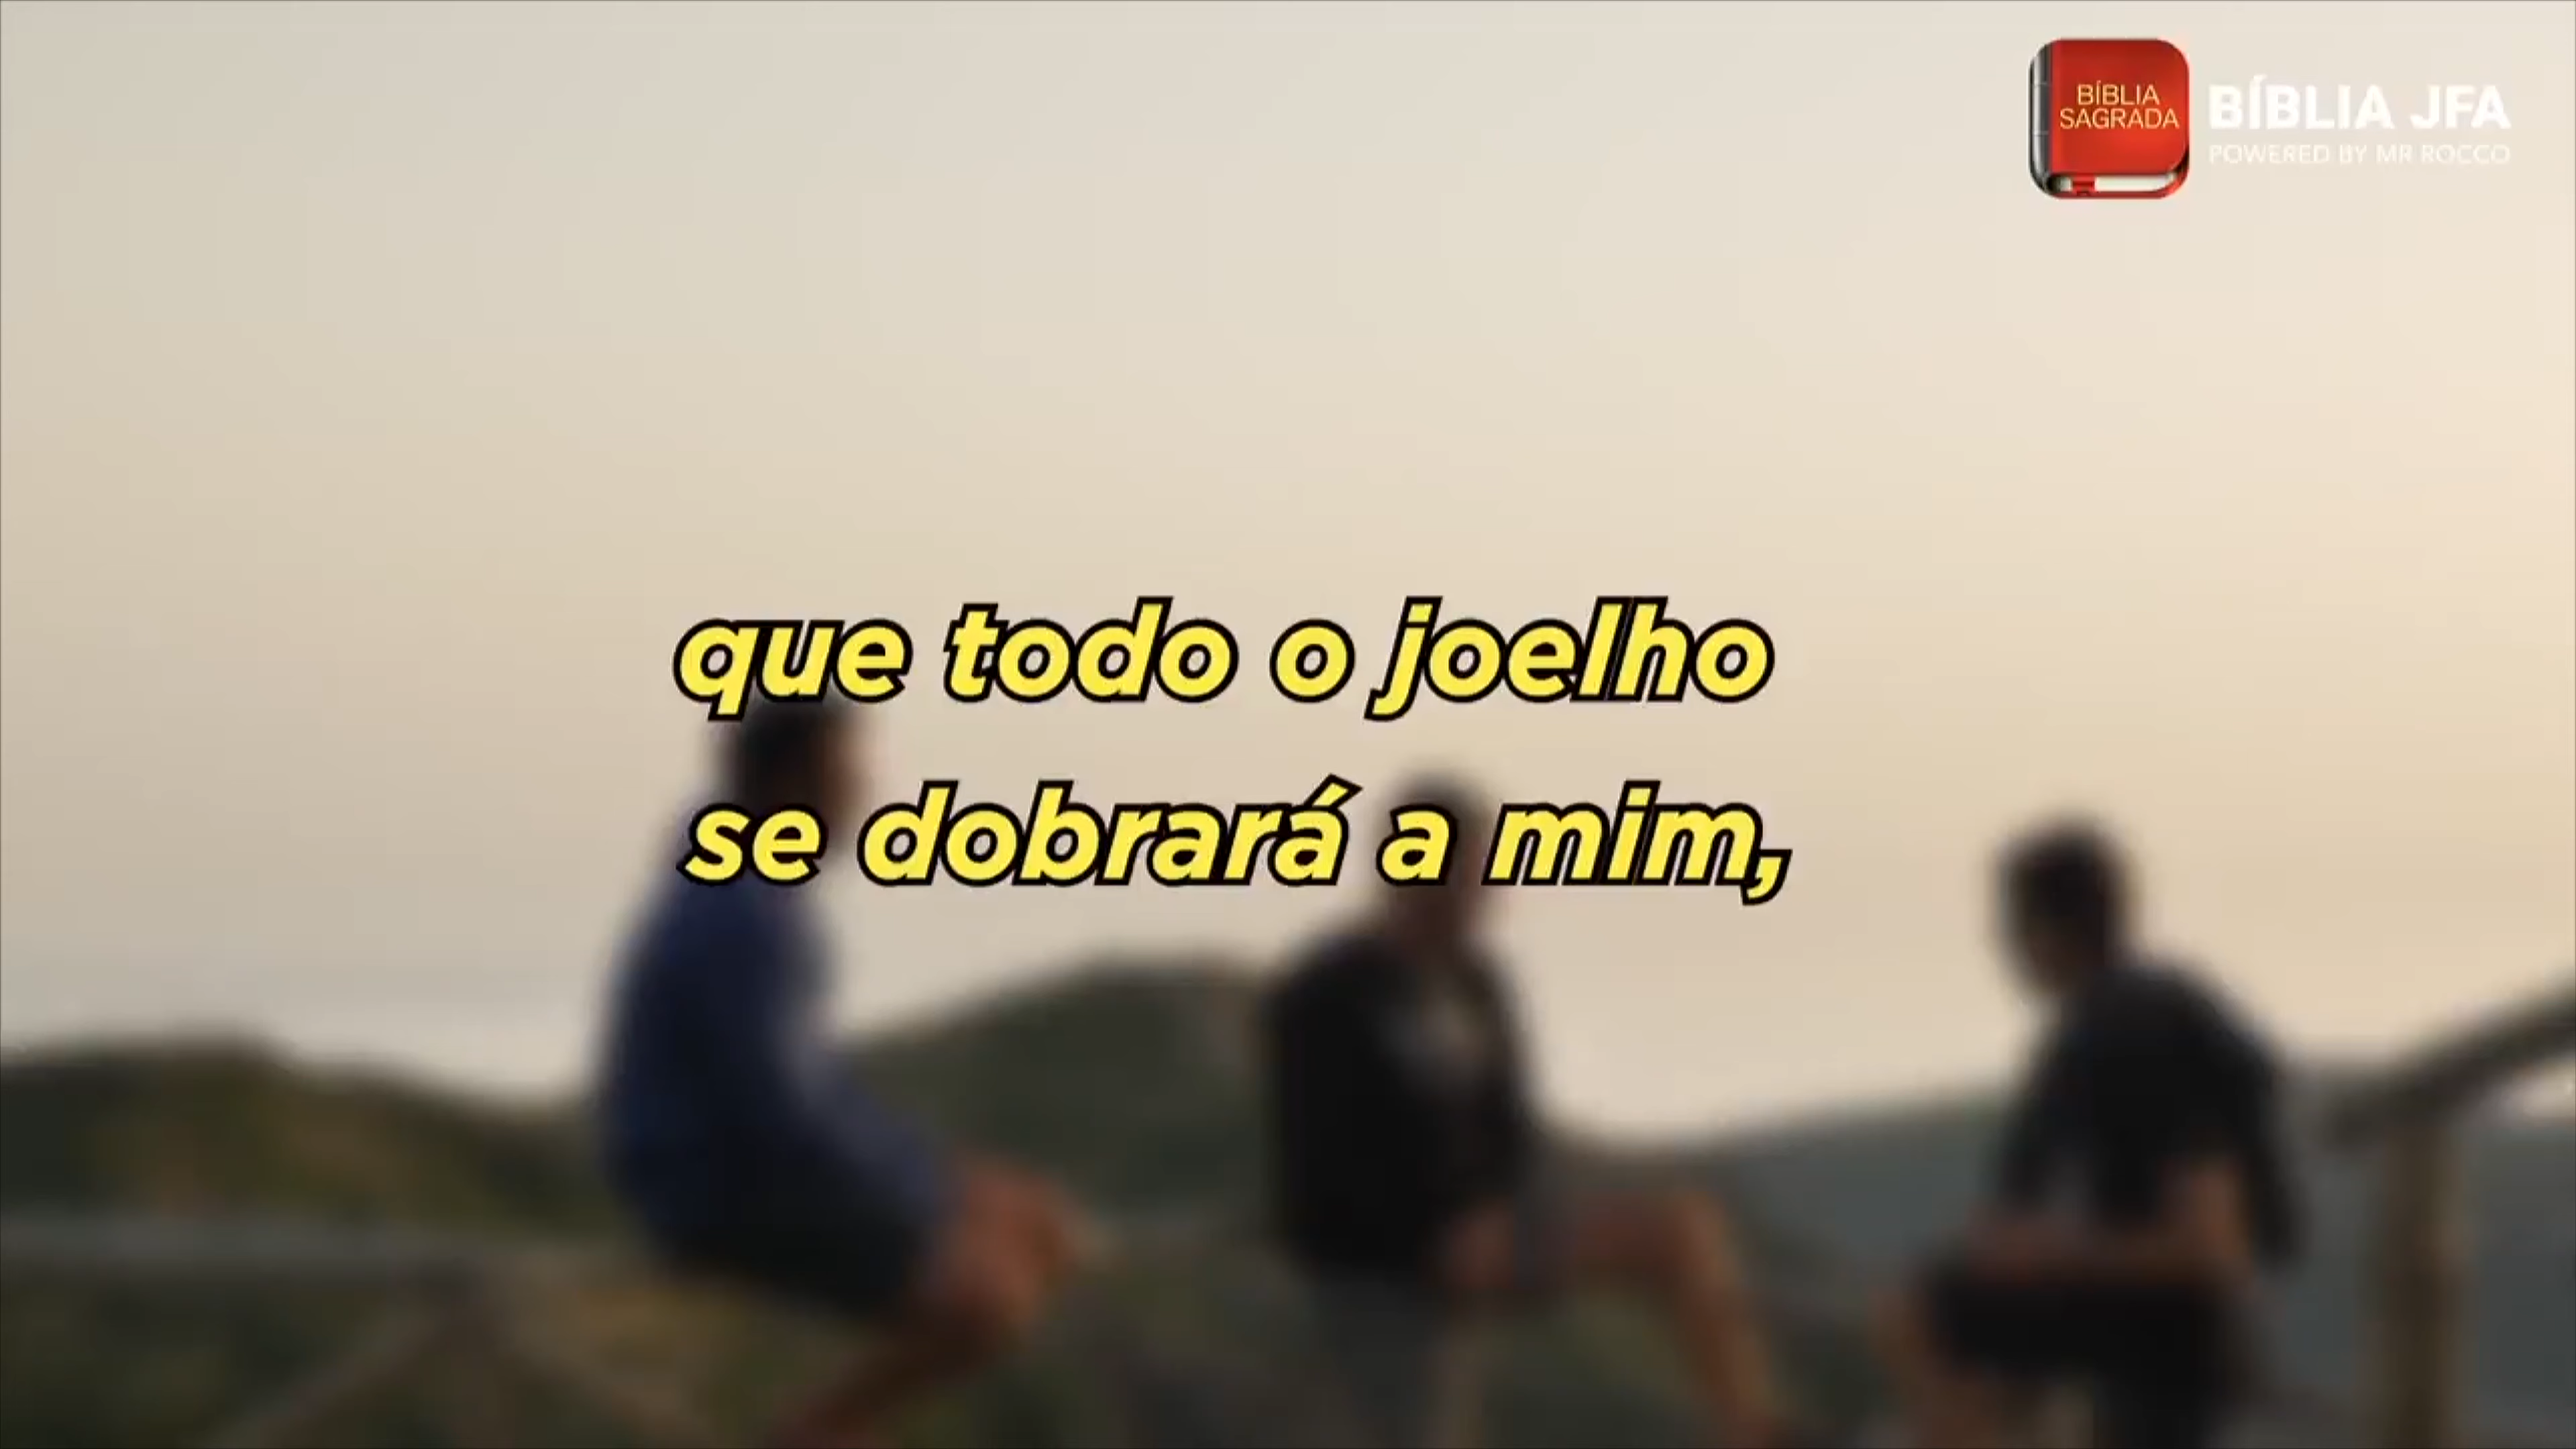 BÍBLIA
SAGRADA
BÍBLIA JFA
POWERED BY MR ROCCO
que todo o joelho
se dobrará a mim,